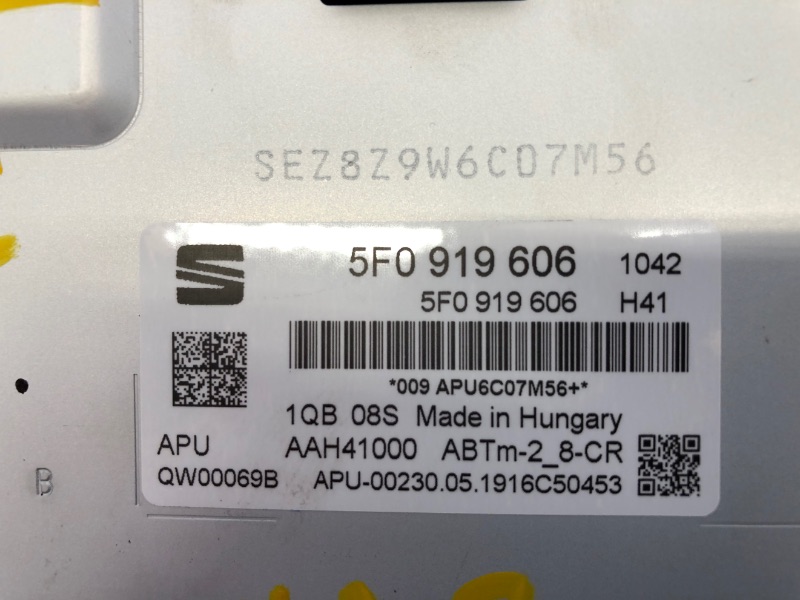 SEZ8Z9W6C07M56
5F0 919 606 1042
5F0 919 606 H41
*009 APU6C07M56+*
1QB 08S Made in Hungary
APU AAH41000 ABTm-2_8-CR
QW00069B APU-00230.05.1916C50453
B